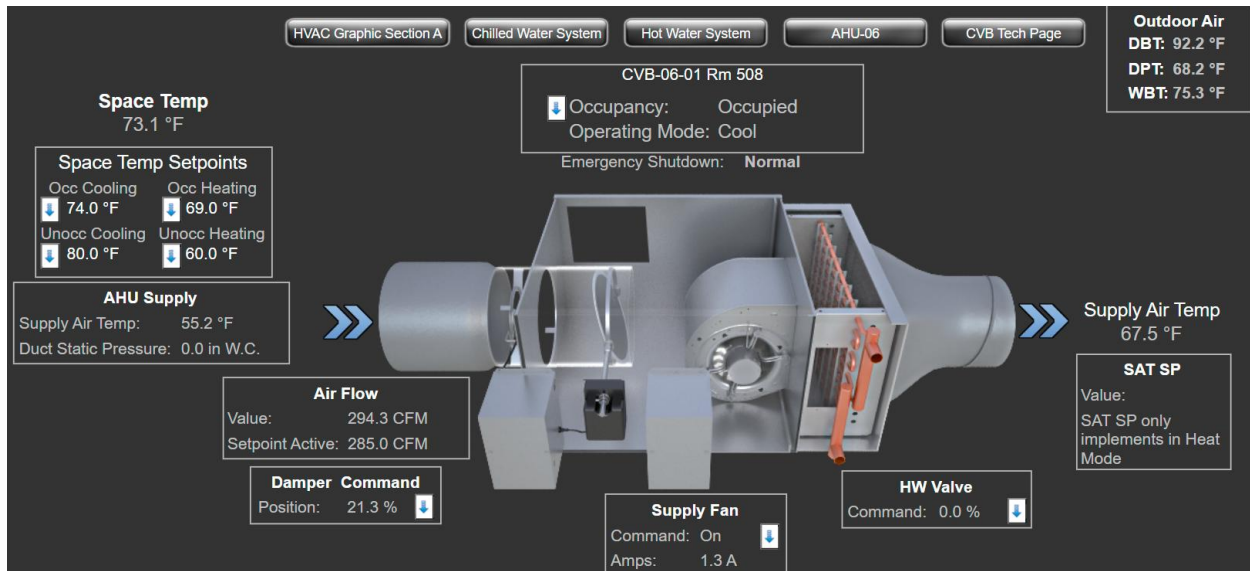 HVAC Graphic Section A
Chilled Water System
Hot Water System
AHU-06
CVB Tech Page
Outdoor Air
DBT: 92.2 °F
DPT: 68.2 °F
WBT: 75.3 °F
CVB-06-01 Rm 508
Occupancy: Occupied
Operating Mode: Cool
Emergency Shutdown: Normal
Space Temp
73.1 °F
Space Temp Setpoints
Occ Cooling Occ Heating
74.0 °F 69.0 °F
Unocc Cooling Unocc Heating
80.0 °F 60.0 °F
AHU Supply
Supply Air Temp: 55.2 °F
Duct Static Pressure: 0.0 in W.C.
Supply Air Temp
67.5 °F
SAT SP
Value:
SAT SP only
implements in Heat
Mode
Air Flow
Value: 294.3 CFM
Setpoint Active: 285.0 CFM
Damper Command
Position: 21.3 %
Supply Fan
Command: On
Amps: 1.3 A
HW Valve
Command: 0.0 %